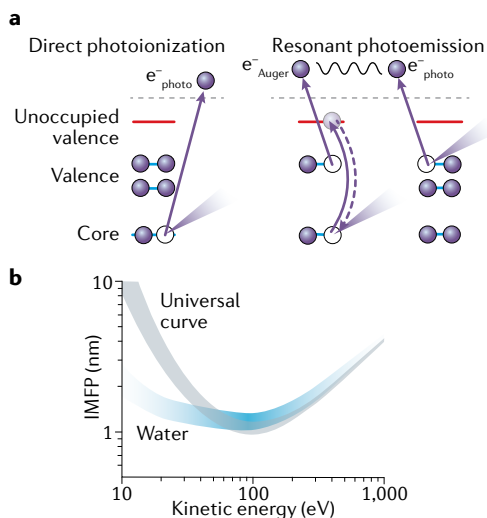 a
Direct photoionization
Resonant photoemission
e⁻photo
e⁻Auger
e⁻photo
Unoccupied
valence
Valence
Core
b
10
Universal
curve
IMFP (nm)
1
Water
10
100
1,000
Kinetic energy (eV)